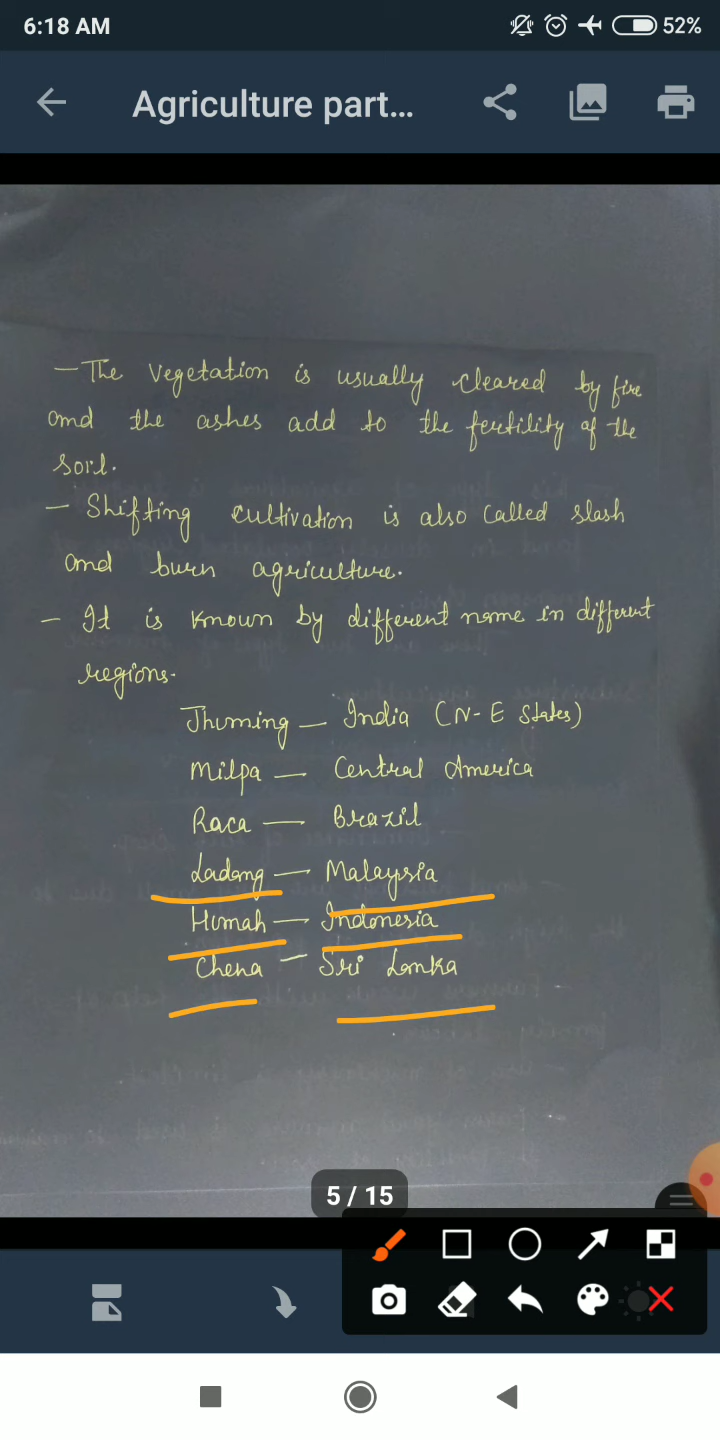 6:18 AM 52%
Agriculture part...
– The vegetation is usually cleared by fire
and the ashes add to the fertility of the
soil.
– Shifting cultivation is also called slash
and burn agriculture.
– It is known by different name in different
regions.
Jhuming – India (N-E States)
Milpa – Central America
Raca – Brazil
Ladang – Malaysia
Humah – Indonesia
Chena – Sri Lanka
5 / 15